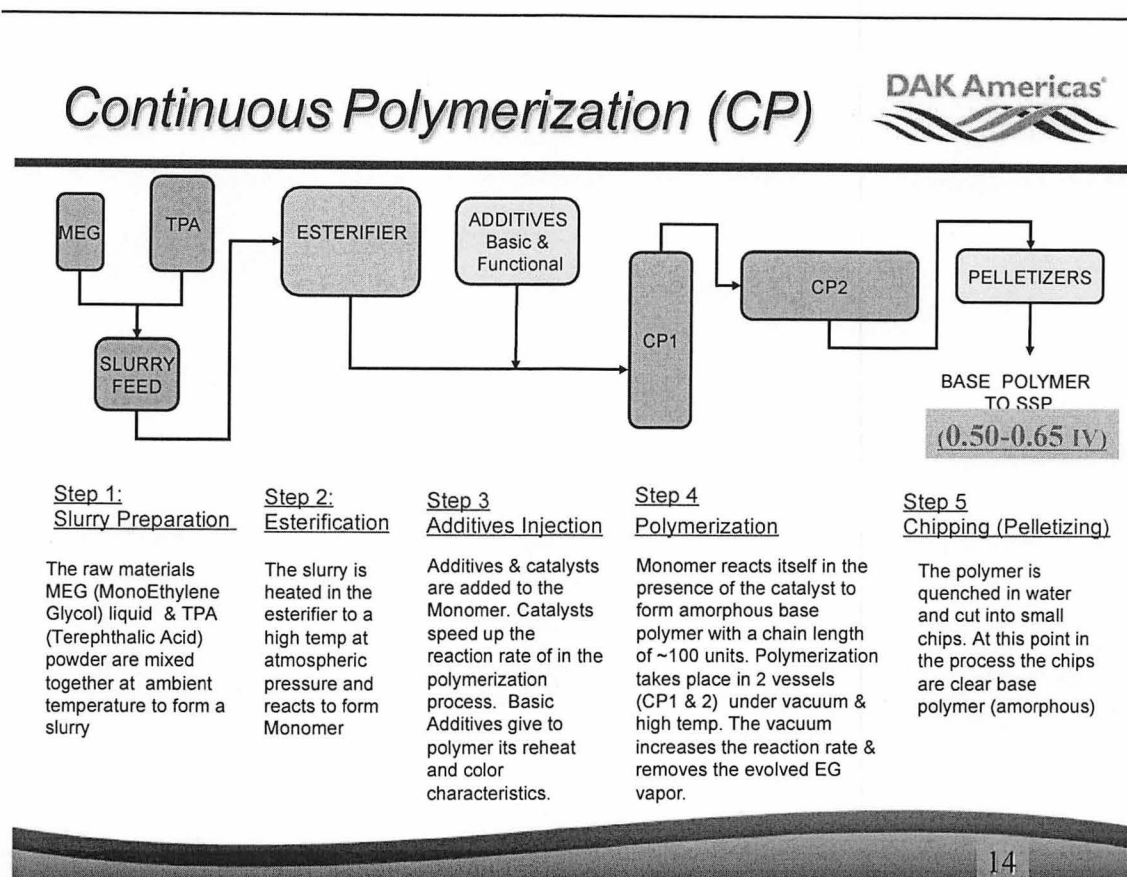 Continuous Polymerization (CP)
DAK Americas®
MEG
TPA
SLURRY
FEED
ESTERIFIER
ADDITIVES
Basic &
Functional
CP1
CP2
PELLETIZERS
BASE POLYMER
TO SSP
(0.50-0.65 IV)
Step 1:
Slurry Preparation
The raw materials
MEG (MonoEthylene
Glycol) liquid & TPA
(Terephthalic Acid)
powder are mixed
together at ambient
temperature to form a
slurry
Step 2:
Esterification
The slurry is
heated in the
esterifier to a
high temp at
atmospheric
pressure and
reacts to form
Monomer
Step 3
Additives Injection
Additives & catalysts
are added to the
Monomer. Catalysts
speed up the
reaction rate of in the
polymerization
process. Basic
Additives give to
polymer its reheat
and color
characteristics.
Step 4
Polymerization
Monomer reacts itself in the
presence of the catalyst to
form amorphous base
polymer with a chain length
of ~100 units. Polymerization
takes place in 2 vessels
(CP1 & 2) under vacuum &
high temp. The vacuum
increases the reaction rate &
removes the evolved EG
vapor.
Step 5
Chipping (Pelletizing)
The polymer is
quenched in water
and cut into small
chips. At this point in
the process the chips
are clear base
polymer (amorphous)
14